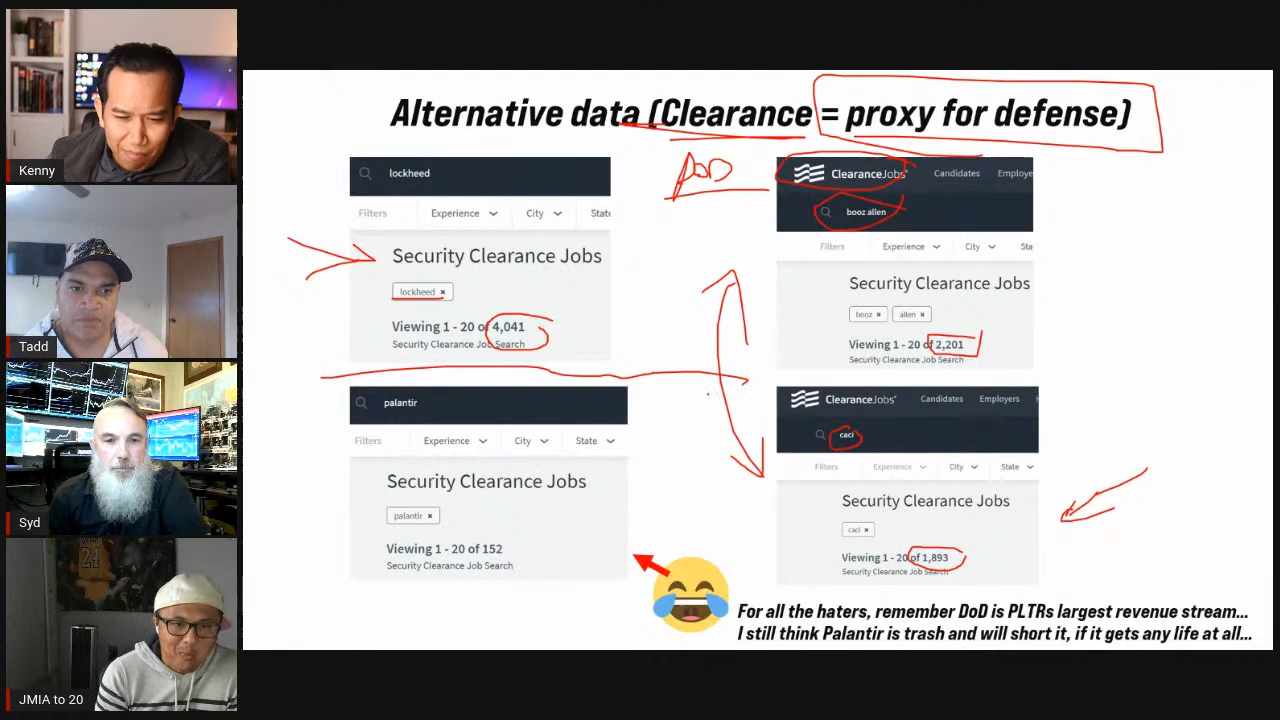 Kenny
Tadd
Syd
24
JMIA to 20
Alternative data (Clearance = proxy for defense)
lockheed
Filters Experience City State
Security Clearance Jobs
lockheed ×
Viewing 1 - 20 of 4,041
Security Clearance Job Search
DOD
ClearanceJobs Candidates Employe
booz allen
Filters Experience City Sta
Security Clearance Jobs
booz × allen ×
Viewing 1 - 20 of 2,201
Security Clearance Job Search
palantir
Filters Experience City State
Security Clearance Jobs
palantir ×
Viewing 1 - 20 of 152
Security Clearance Job Search
ClearanceJobs Candidates Employers
caci
Filters Experience City State
Security Clearance Jobs
caci ×
Viewing 1 - 20 of 1,893
Security Clearance Job Search
For all the haters, remember DoD is PLTRs largest revenue stream...
I still think Palantir is trash and will short it, if it gets any life at all...